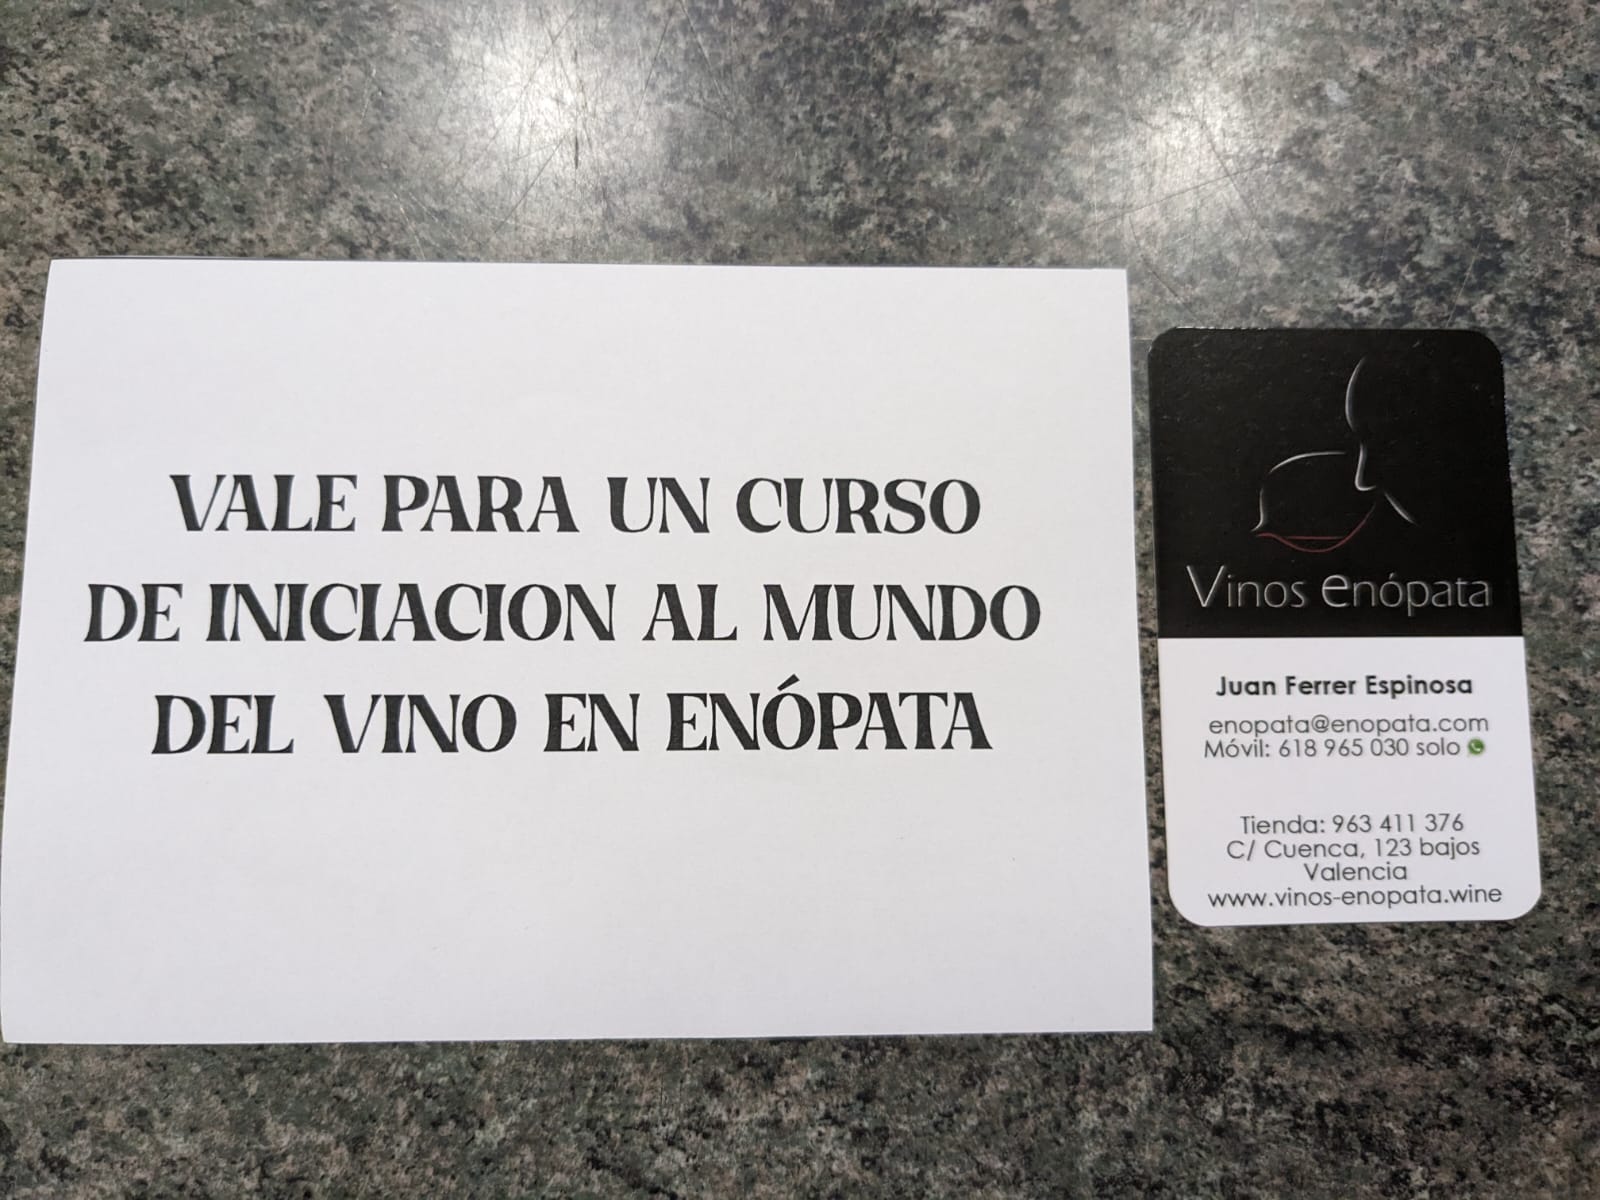 VALE PARA UN CURSO
DE INICIACION AL MUNDO
DEL VINO EN ENÓPATA
Vinos enópata
Juan Ferrer Espinosa
enopata@enopata.com
Móvil: 618 965 030 solo
Tienda: 963 411 376
C/ Cuenca, 123 bajos
Valencia
www.vinos-enopata.wine